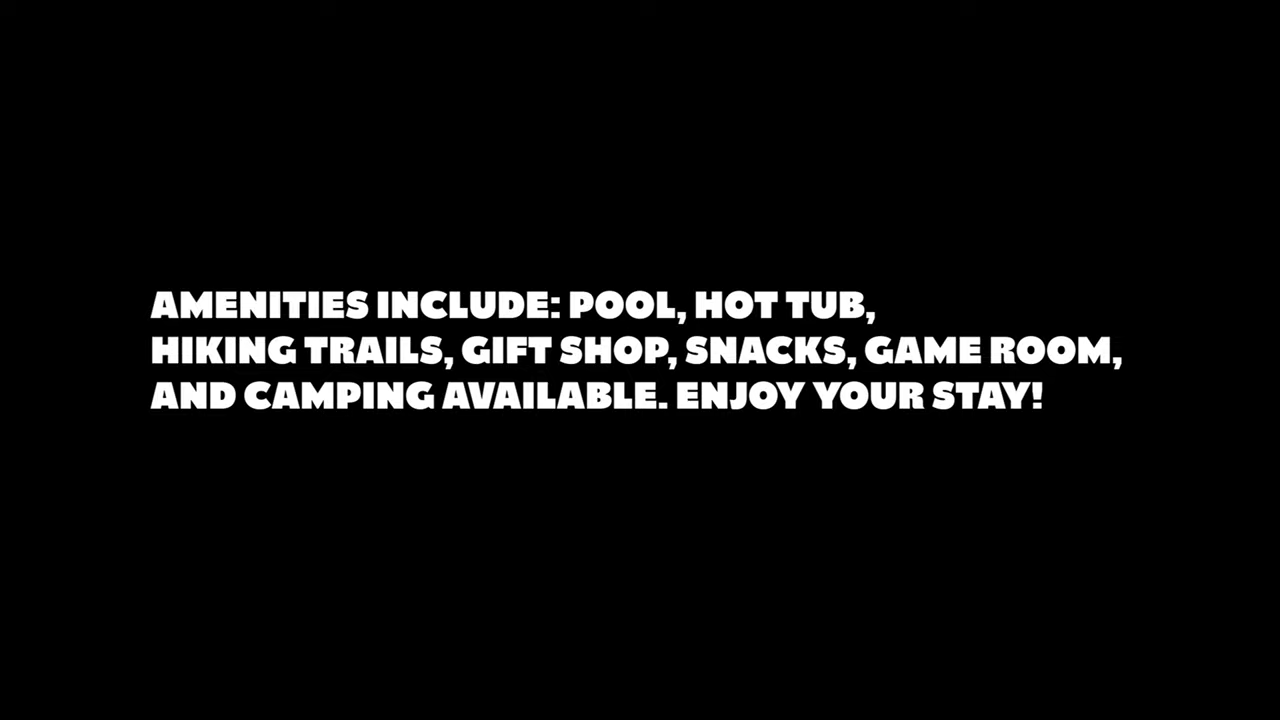 AMENITIES INCLUDE: POOL, HOT TUB,
HIKING TRAILS, GIFT SHOP, SNACKS, GAME ROOM,
AND CAMPING AVAILABLE. ENJOY YOUR STAY!